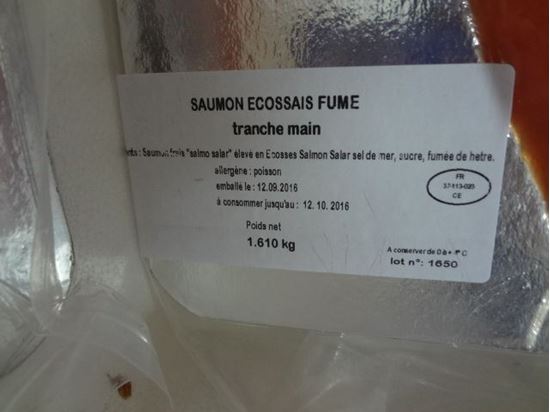 SAUMON ECOSSAIS FUME
tranche main
nts : Saumon frais "salmo salar" élevé en Ecosses Salmon Salar sel de mer, sucre, fumée de hetre.
allergène : poisson
emballé le : 12.09.2016
à consommer jusqu'au : 12. 10. 2016
Poids net
1.610 kg
FR
CE
A conserver de 0 à +
lot n°: 1650